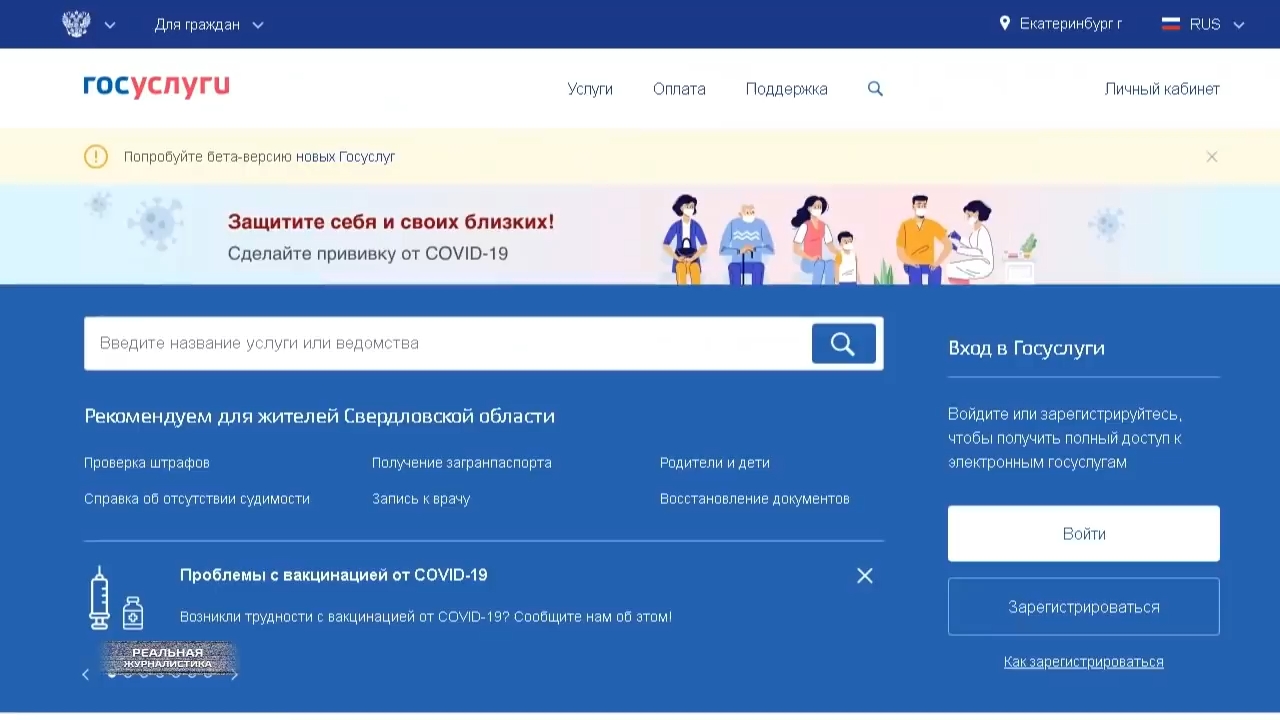 Для граждан
Екатеринбург г
RUS
госуслуги
Услуги
Оплата
Поддержка
Личный кабинет
Попробуйте бета-версию новых Госуслуг
Защитите себя и своих близких!
Сделайте прививку от COVID-19
Введите название услуги или ведомства
Рекомендуем для жителей Свердловской области
Проверка штрафов
Получение загранпаспорта
Родители и дети
Справка об отсутствии судимости
Запись к врачу
Восстановление документов
Проблемы с вакцинацией от COVID-19
Возникли трудности с вакцинацией от COVID-19? Сообщите нам об этом!
РЕАЛЬНАЯ
ЖУРНАЛИСТИКА
Вход в Госуслуги
Войдите или зарегистрируйтесь,
чтобы получить полный доступ к
электронным госуслугам
Войти
Зарегистрироваться
Как зарегистрироваться